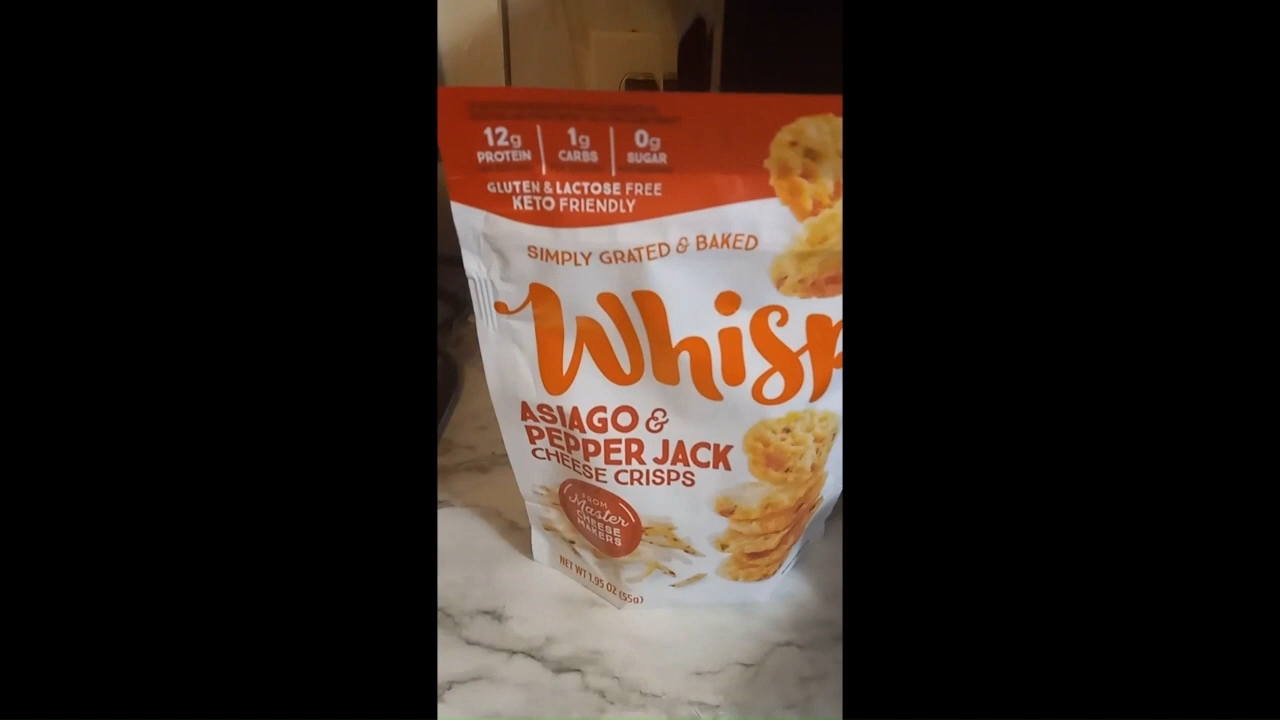 12g PROTEIN 1g CARBS 0g SUGAR
GLUTEN & LACTOSE FREE
KETO FRIENDLY
SIMPLY GRATED & BAKED
Whisp
ASIAGO &
PEPPER JACK
CHEESE CRISPS
FROM
Master
CHEESE
MAKERS
NET WT 1.95 OZ (55g)